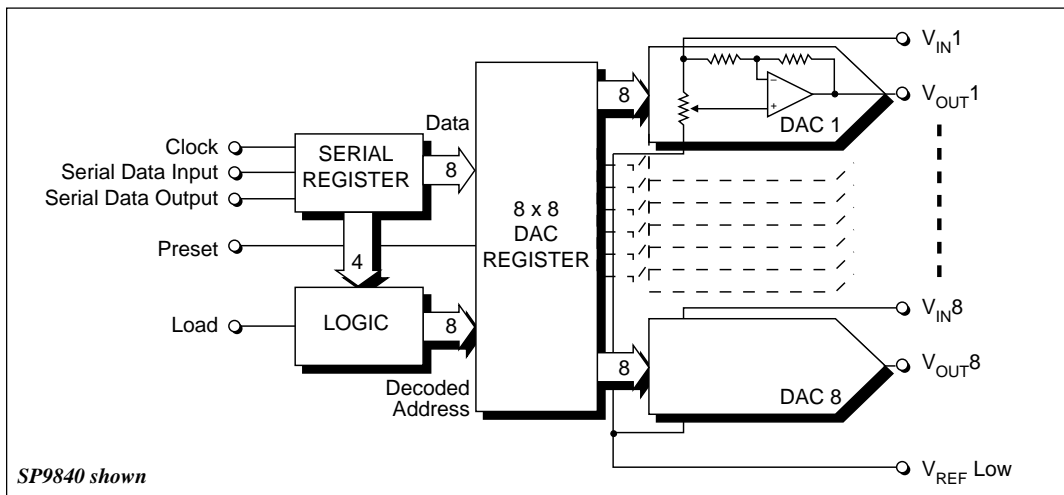 V_IN1
V_OUT1
8
DAC 1
− +
Data
Clock
Serial Data Input
Serial Data Output
SERIAL
REGISTER
8
8 x 8
DAC
REGISTER
Preset
4
Load
LOGIC
8
Decoded
Address
V_IN8
8
V_OUT8
DAC 8
V_REF Low
SP9840 shown